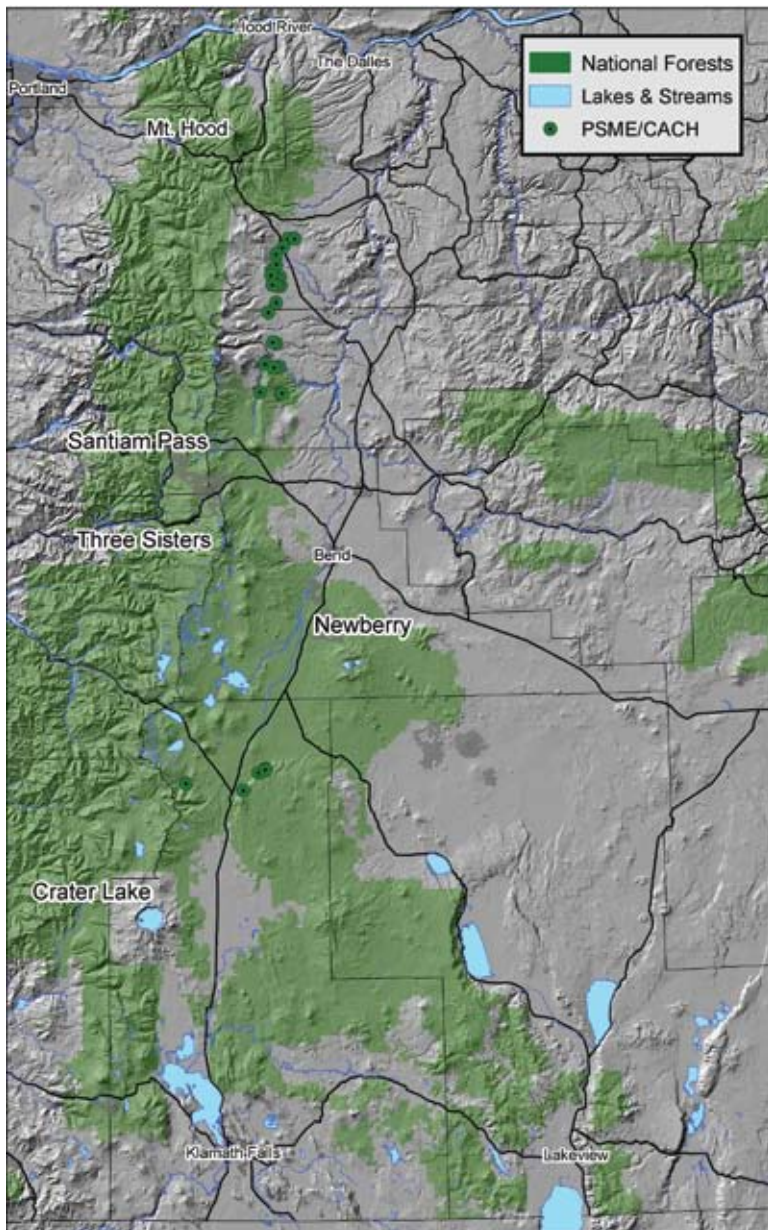 Hood River
The Dalles
Portland
Mt. Hood
National Forests
Lakes & Streams
PSME/CACH
Santiam Pass
Three Sisters
Bend
Newberry
Crater Lake
Klamath Falls
Lakeview